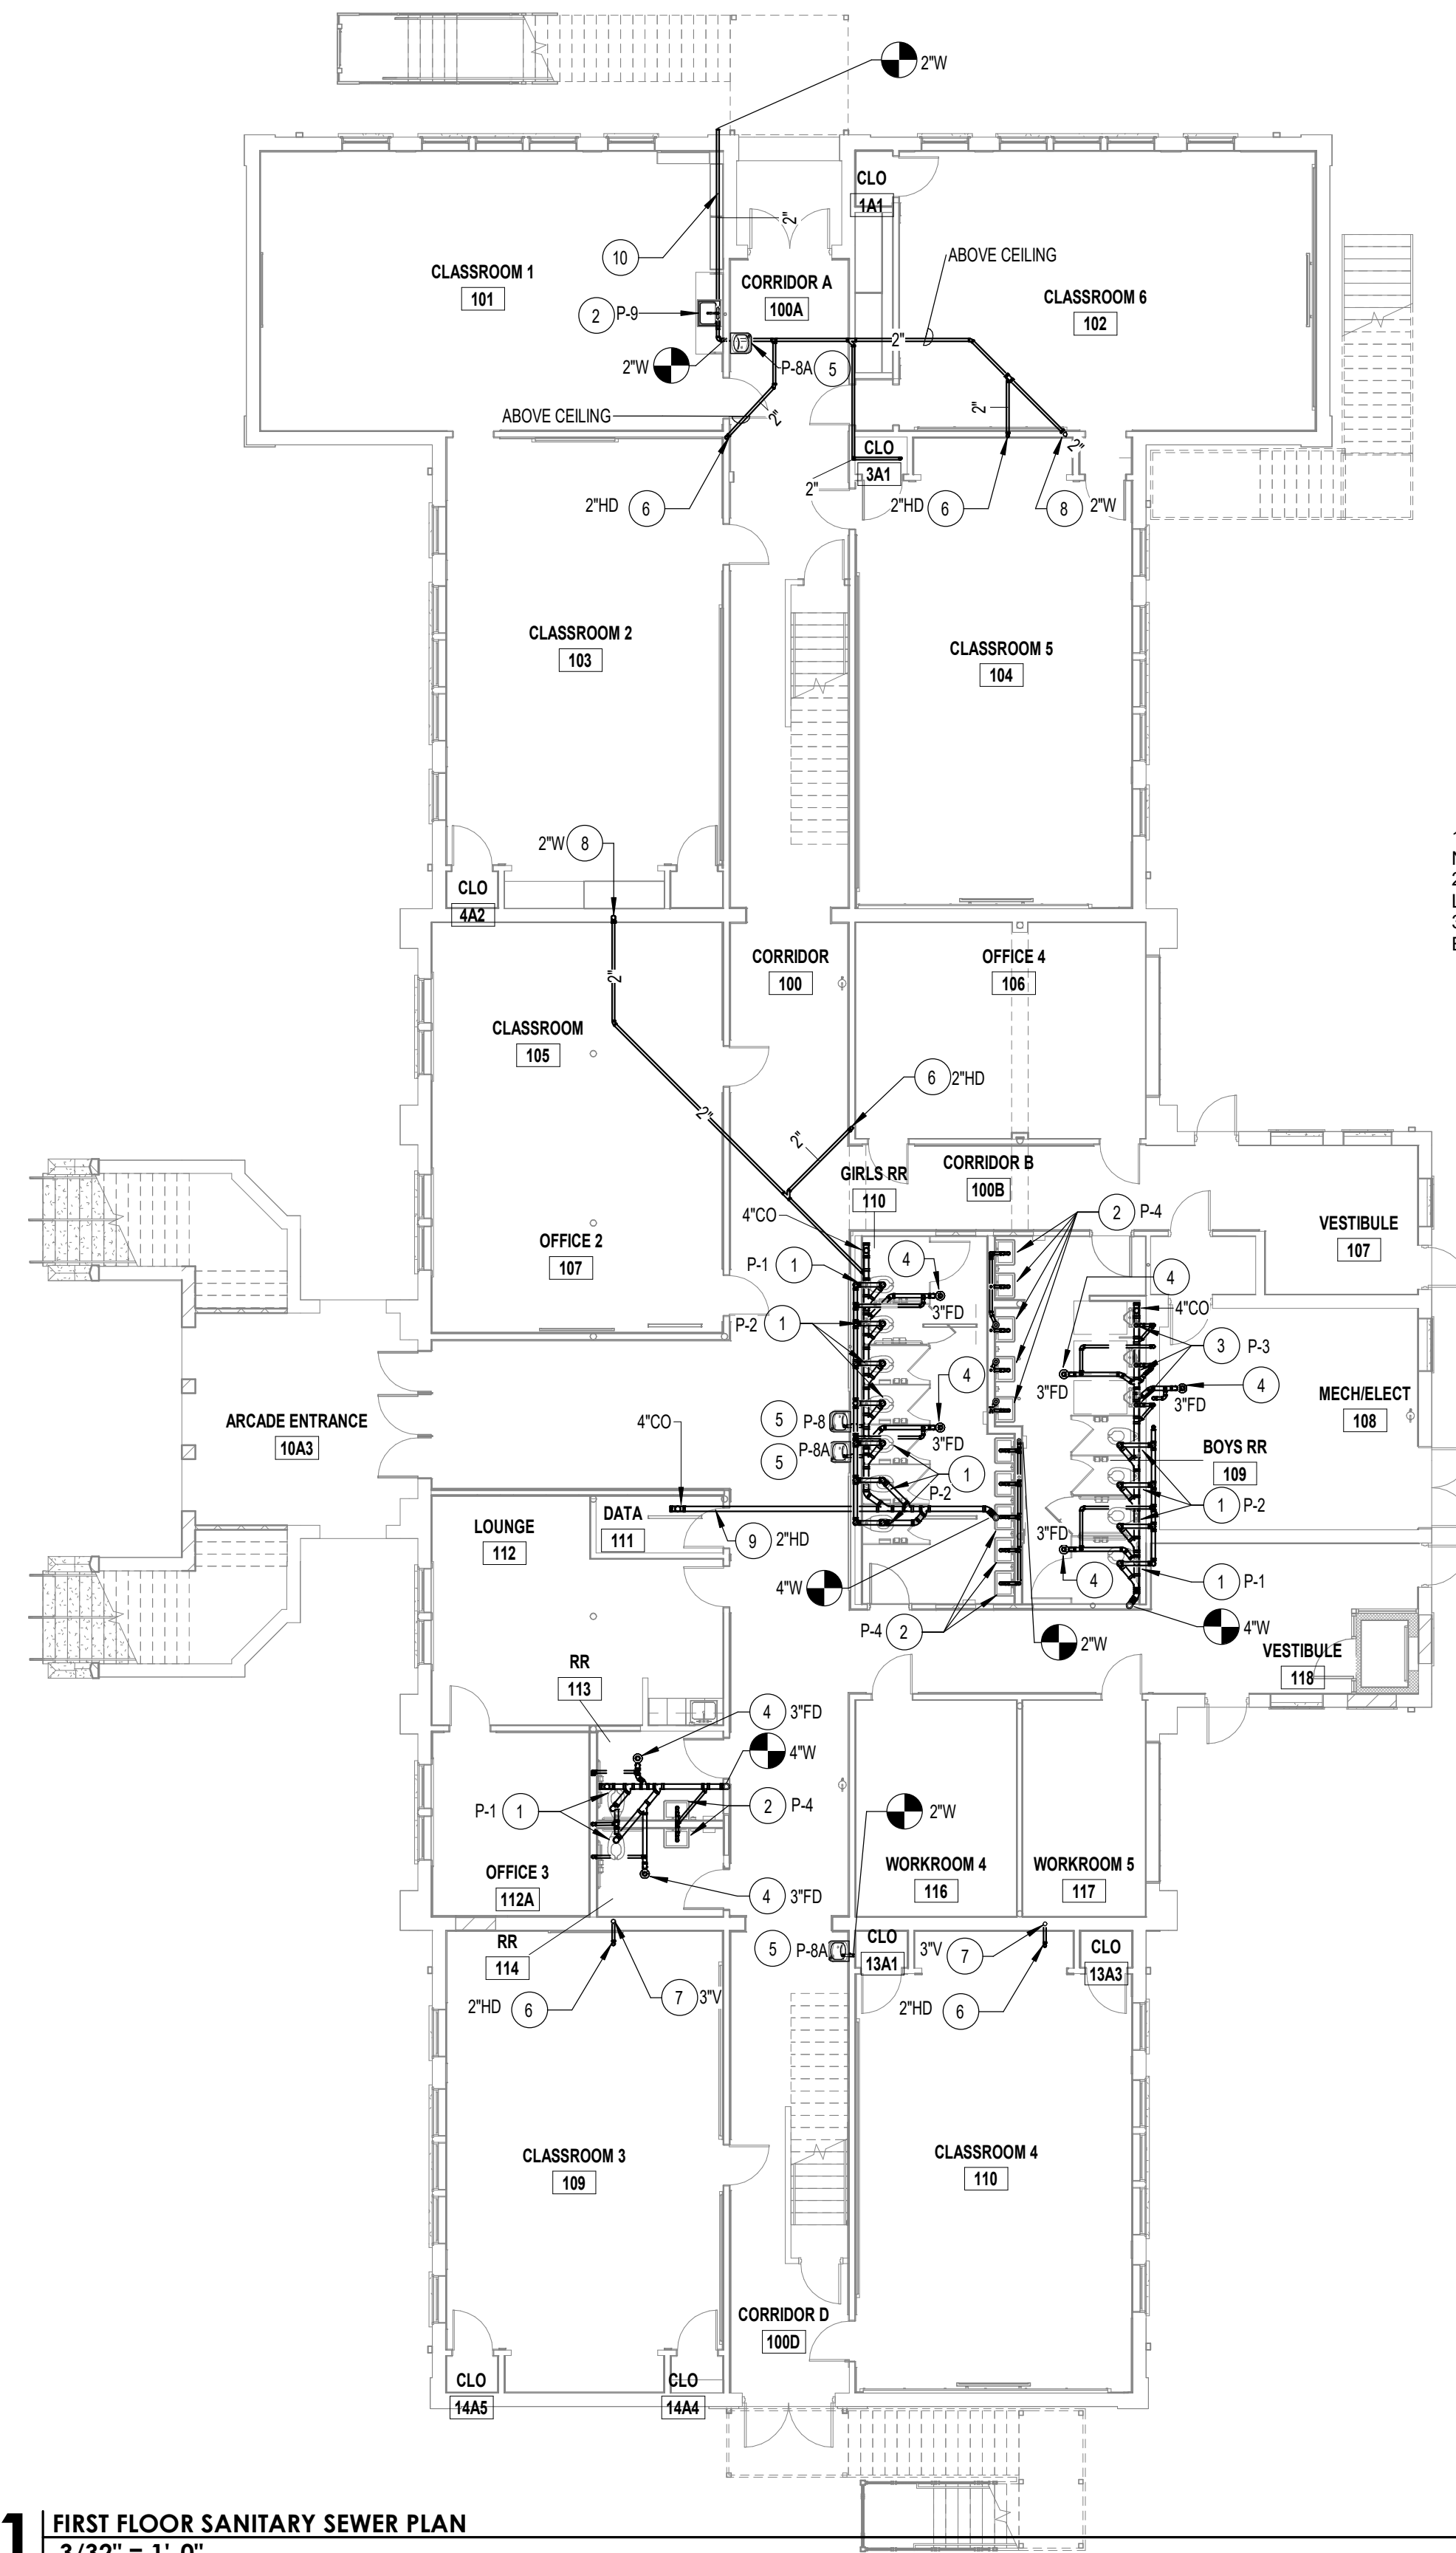 2"W
CLO
1A1
2"
ABOVE CEILING
10
CLASSROOM 1
101
CORRIDOR A
100A
CLASSROOM 6
102
2 P-9
2"
2"W
P-8A 5
ABOVE CEILING
2"
2"
2"
CLO
3A1
2"
2"HD 6
2"HD 6
8 2"W
CLASSROOM 2
103
CLASSROOM 5
104
2"W 8
CLO
4A2
2"
CORRIDOR
100
OFFICE 4
106
CLASSROOM
105
6 2"HD
2"
2"
GIRLS RR
110
CORRIDOR B
100B
4"CO
2 P-4
VESTIBULE
107
OFFICE 2
107
P-1 1
4
4
3"FD
4"CO
P-2 1
3 P-3
4
3"FD
4
3"FD
MECH/ELECT
108
ARCADE ENTRANCE
10A3
5 P-8
4"CO
3"FD
5 P-8A
BOYS RR
109
1
P-2
1 P-2
LOUNGE
112
DATA
111
9 2"HD
3"FD
4"W
4
1 P-1
P-4 2
2"W
4"W
VESTIBULE
118
RR
113
4 3"FD
4"W
P-1 1
2 P-4
2"W
OFFICE 3
112A
WORKROOM 4
116
WORKROOM 5
117
4 3"FD
RR
114
5 P-8A
CLO
13A1
3"V 7
CLO
13A3
2"HD 6
7 3"V
2"HD 6
CLASSROOM 3
109
CLASSROOM 4
110
CORRIDOR D
100D
CLO
14A5
CLO
14A4
1 FIRST FLOOR SANITARY SEWER PLAN
3/32" = 1'-0"